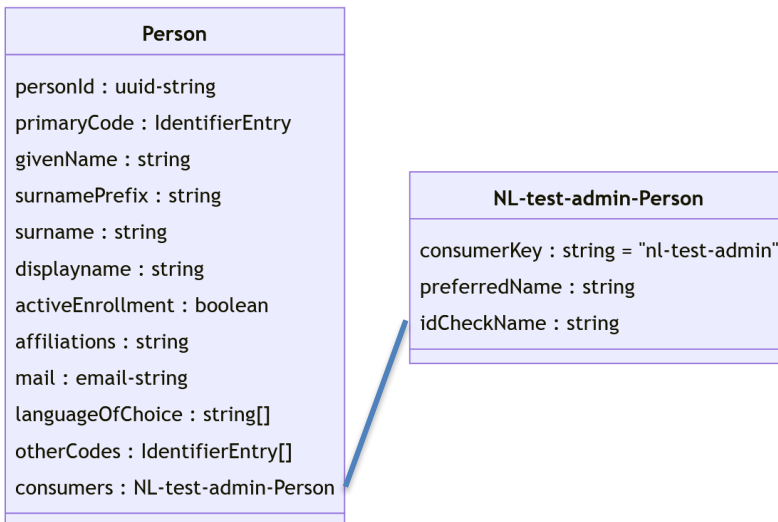 Person
personId : uuid-string
primaryCode : IdentifierEntry
givenName : string
surnamePrefix : string
surname : string
displayname : string
activeEnrollment : boolean
affiliations : string
mail : email-string
languageOfChoice : string[]
otherCodes : IdentifierEntry[]
consumers : NL-test-admin-Person
NL-test-admin-Person
consumerKey : string = "nl-test-admin"
preferredName : string
idCheckName : string